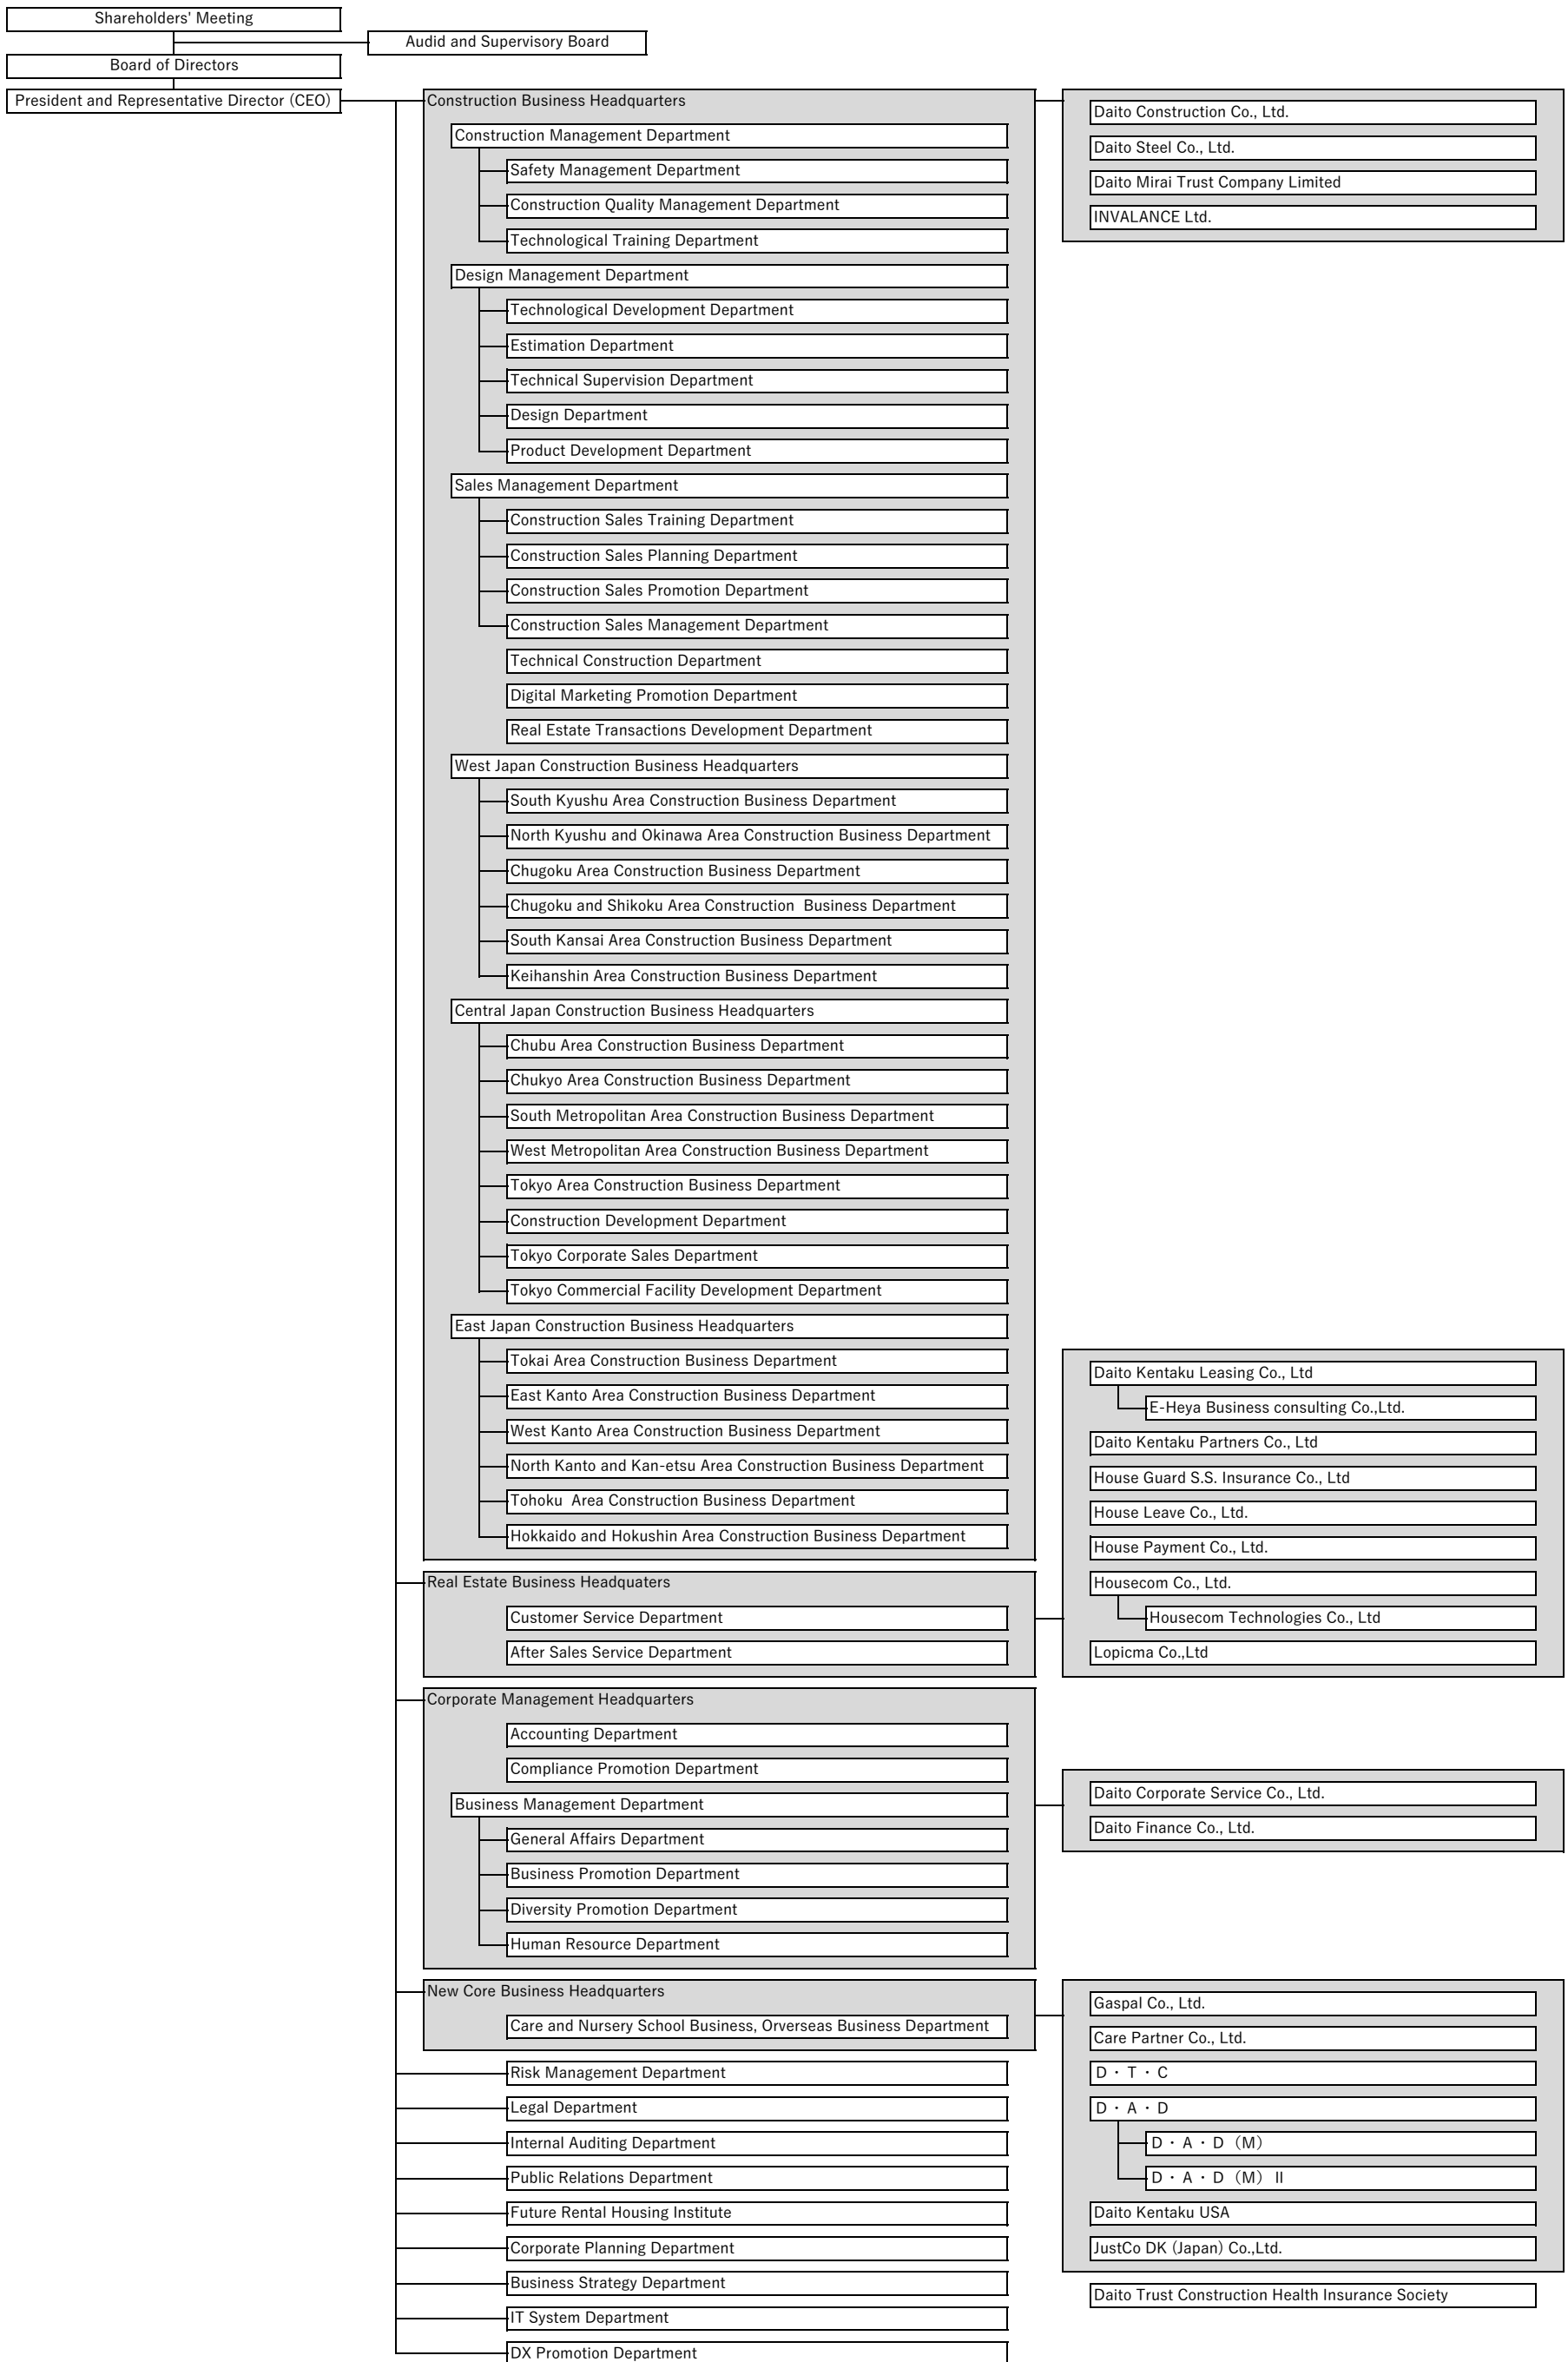 Shareholders' Meeting
Audid and Supervisory Board
Board of Directors
President and Representative Director (CEO)
Construction Business Headquarters
Construction Management Department
Safety Management Department
Construction Quality Management Department
Technological Training Department
Design Management Department
Technological Development Department
Estimation Department
Technical Supervision Department
Design Department
Product Development Department
Sales Management Department
Construction Sales Training Department
Construction Sales Planning Department
Construction Sales Promotion Department
Construction Sales Management Department
Technical Construction Department
Digital Marketing Promotion Department
Real Estate Transactions Development Department
West Japan Construction Business Headquarters
South Kyushu Area Construction Business Department
North Kyushu and Okinawa Area Construction Business Department
Chugoku Area Construction Business Department
Chugoku and Shikoku Area Construction  Business Department
South Kansai Area Construction Business Department
Keihanshin Area Construction Business Department
Central Japan Construction Business Headquarters
Chubu Area Construction Business Department
Chukyo Area Construction Business Department
South Metropolitan Area Construction Business Department
West Metropolitan Area Construction Business Department
Tokyo Area Construction Business Department
Construction Development Department
Tokyo Corporate Sales Department
Tokyo Commercial Facility Development Department
East Japan Construction Business Headquarters
Tokai Area Construction Business Department
East Kanto Area Construction Business Department
West Kanto Area Construction Business Department
North Kanto and Kan-etsu Area Construction Business Department
Tohoku  Area Construction Business Department
Hokkaido and Hokushin Area Construction Business Department
Real Estate Business Headquaters
Customer Service Department
After Sales Service Department
Corporate Management Headquarters
Accounting Department
Compliance Promotion Department
Business Management Department
General Affairs Department
Business Promotion Department
Diversity Promotion Department
Human Resource Department
New Core Business Headquarters
Care and Nursery School Business, Orverseas Business Department
Risk Management Department
Legal Department
Internal Auditing Department
Public Relations Department
Future Rental Housing Institute
Corporate Planning Department
Business Strategy Department
IT System Department
DX Promotion Department
Daito Construction Co., Ltd.
Daito Steel Co., Ltd.
Daito Mirai Trust Company Limited
INVALANCE Ltd.
Daito Kentaku Leasing Co., Ltd
E-Heya Business consulting Co.,Ltd.
Daito Kentaku Partners Co., Ltd
House Guard S.S. Insurance Co., Ltd
House Leave Co., Ltd.
House Payment Co., Ltd.
Housecom Co., Ltd.
Housecom Technologies Co., Ltd
Lopicma Co.,Ltd
Daito Corporate Service Co., Ltd.
Daito Finance Co., Ltd.
Gaspal Co., Ltd.
Care Partner Co., Ltd.
D・T・C
D・A・D
D・A・D（M）
D・A・D（M）II
Daito Kentaku USA
JustCo DK (Japan) Co.,Ltd.
Daito Trust Construction Health Insurance Society